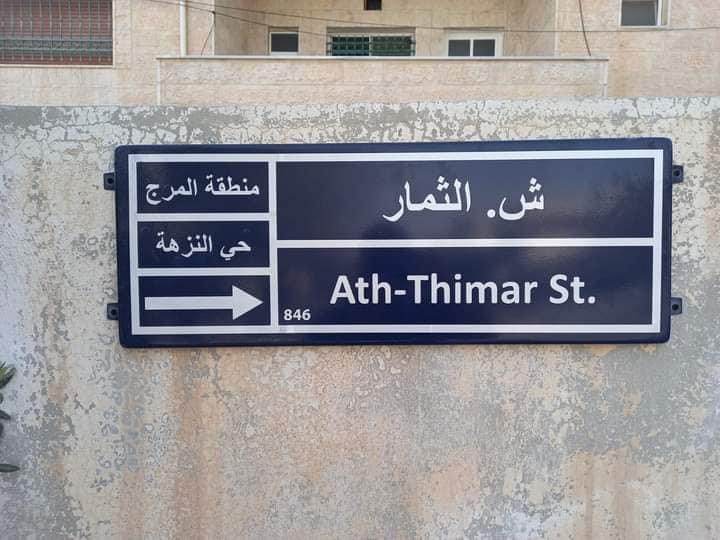 منطقة المرج
حي النزهة
ش. الثمار
Ath-Thimar St.
846